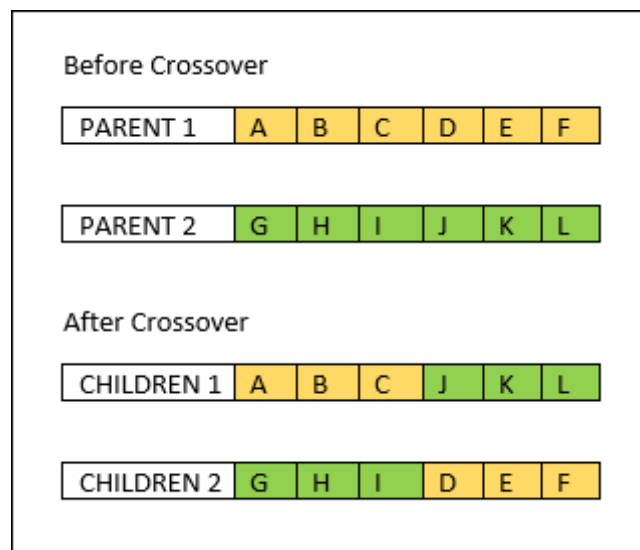 Before Crossover
PARENT 1 A B C D E F
PARENT 2 G H I J K L
After Crossover
CHILDREN 1 A B C J K L
CHILDREN 2 G H I D E F